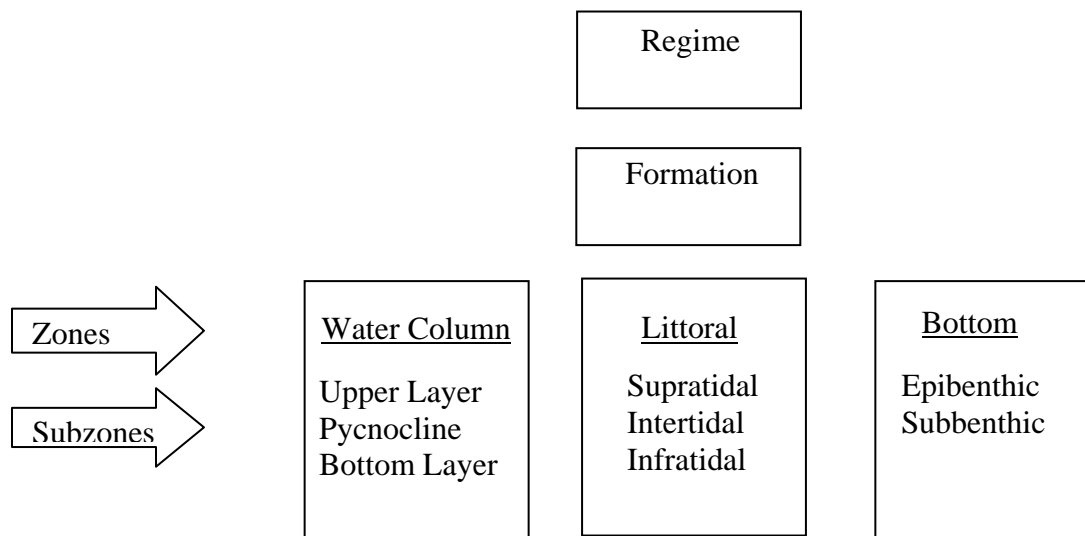 Regime
Formation
Zones
Subzones
Water Column
Upper Layer
Pycnocline
Bottom Layer
Littoral
Supratidal
Intertidal
Infratidal
Bottom
Epibenthic
Subbenthic